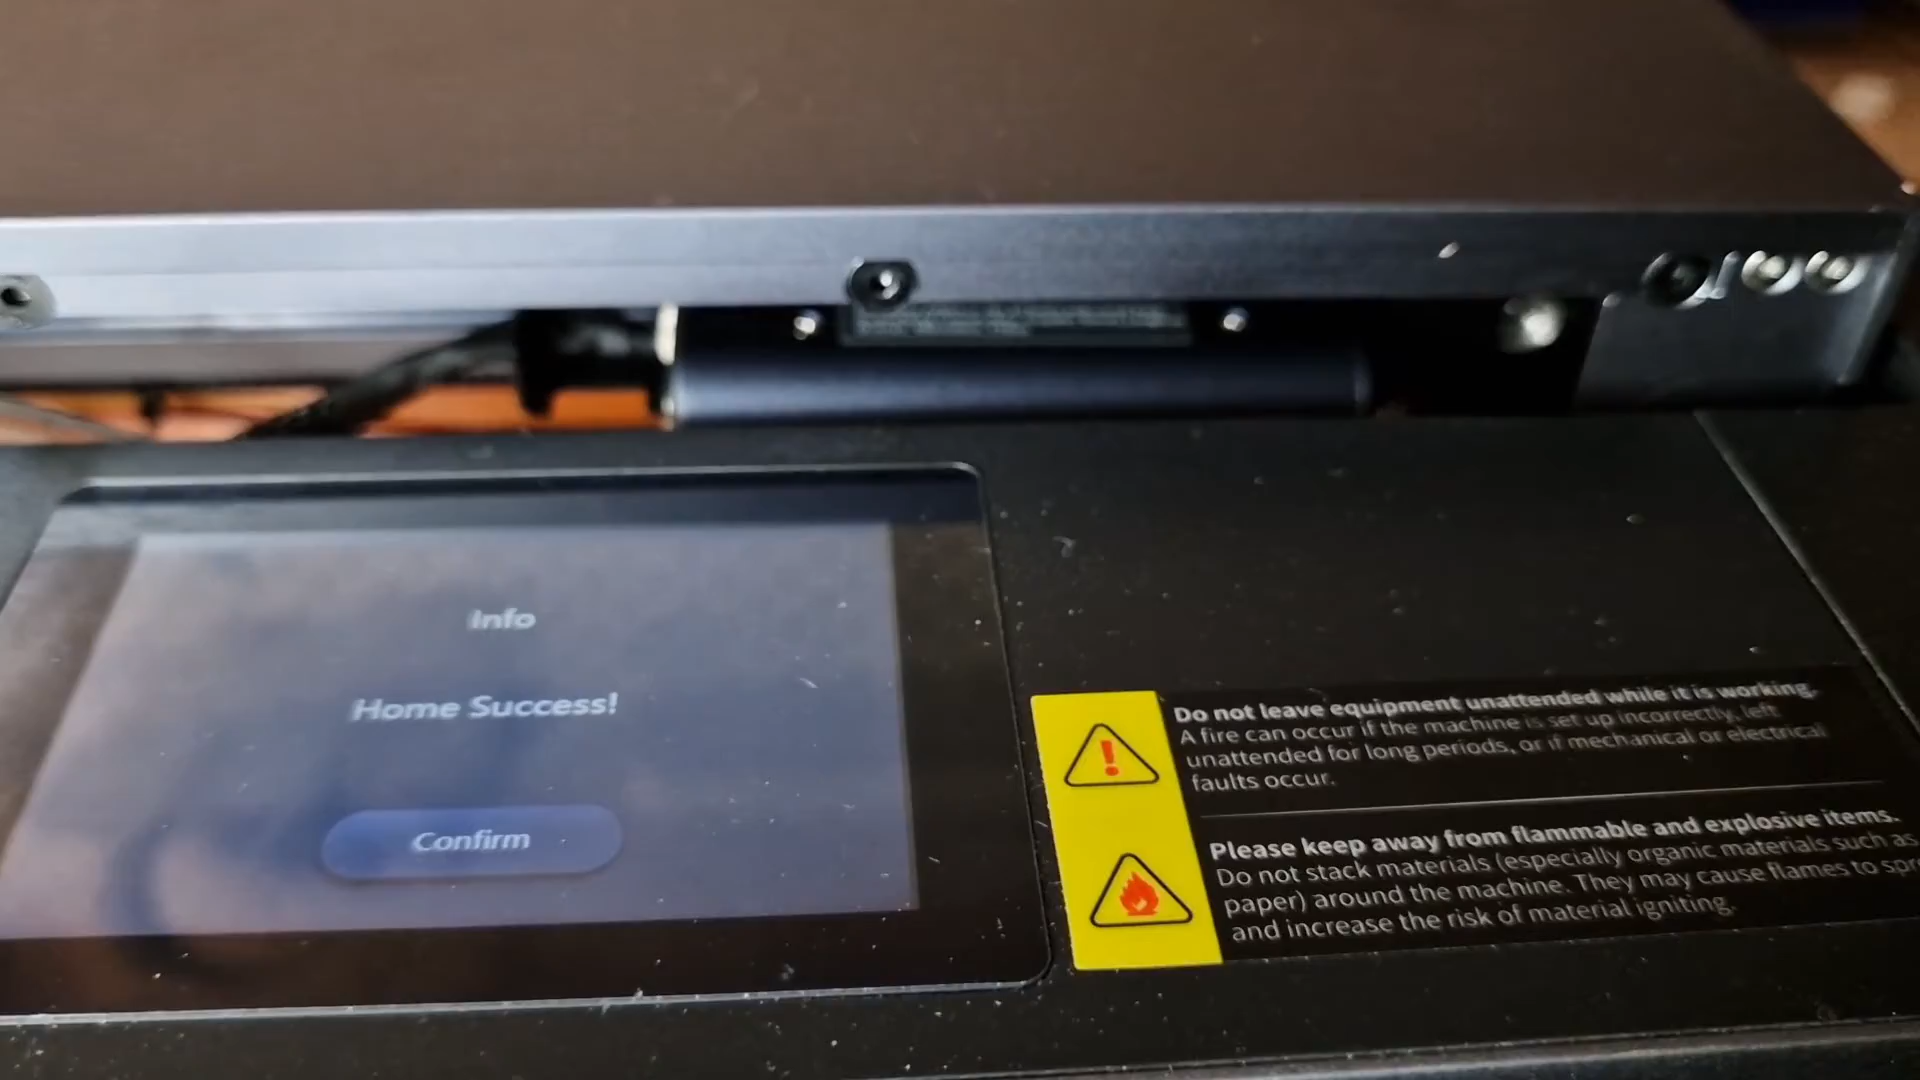 Info
Home Success!
Confirm
Do not leave equipment unattended while it is working.
A fire can occur if the machine is set up incorrectly, left
unattended for long periods, or if mechanical or electrical
faults occur.
Please keep away from flammable and explosive items.
Do not stack materials (especially organic materials such as
paper) around the machine. They may cause flames to spr
and increase the risk of material igniting.